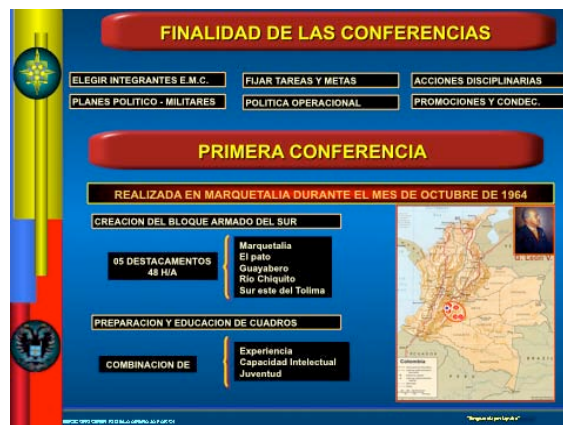 FINALIDAD DE LAS CONFERENCIAS
ELEGIR INTEGRANTES E.M.C.
FIJAR TAREAS Y METAS
ACCIONES DISCIPLINARIAS
PLANES POLITICO - MILITARES
POLITICA OPERACIONAL
PROMOCIONES Y CONDEC.
PRIMERA CONFERENCIA
REALIZADA EN MARQUETALIA DURANTE EL MES DE OCTUBRE DE 1964
CREACION DEL BLOQUE ARMADO DEL SUR
05 DESTACAMENTOS
48 H/A
Marquetalia
El pato
Guayabero
Río Chiquito
Sur este del Tolima
G. León V.
PREPARACION Y EDUCACION DE CUADROS
COMBINACION DE
Experiencia
Capacidad Intelectual
Juventud
Colombia